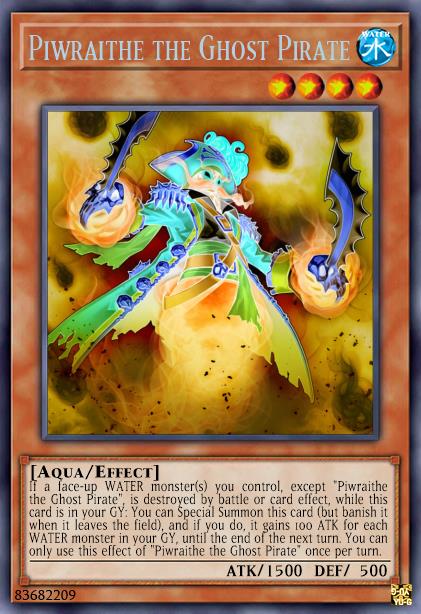 Piwraithe the Ghost Pirate
WATER
水
[Aqua/Effect]
If a face-up WATER monster(s) you control, except "Piwraithe
the Ghost Pirate", is destroyed by battle or card effect, while this
card is in your GY: You can Special Summon this card (but banish it
when it leaves the field), and if you do, it gains 100 ATK for each
WATER monster in your GY, until the end of the next turn. You can
only use this effect of "Piwraithe the Ghost Pirate" once per turn.
ATK/1500 DEF/ 500
83682209